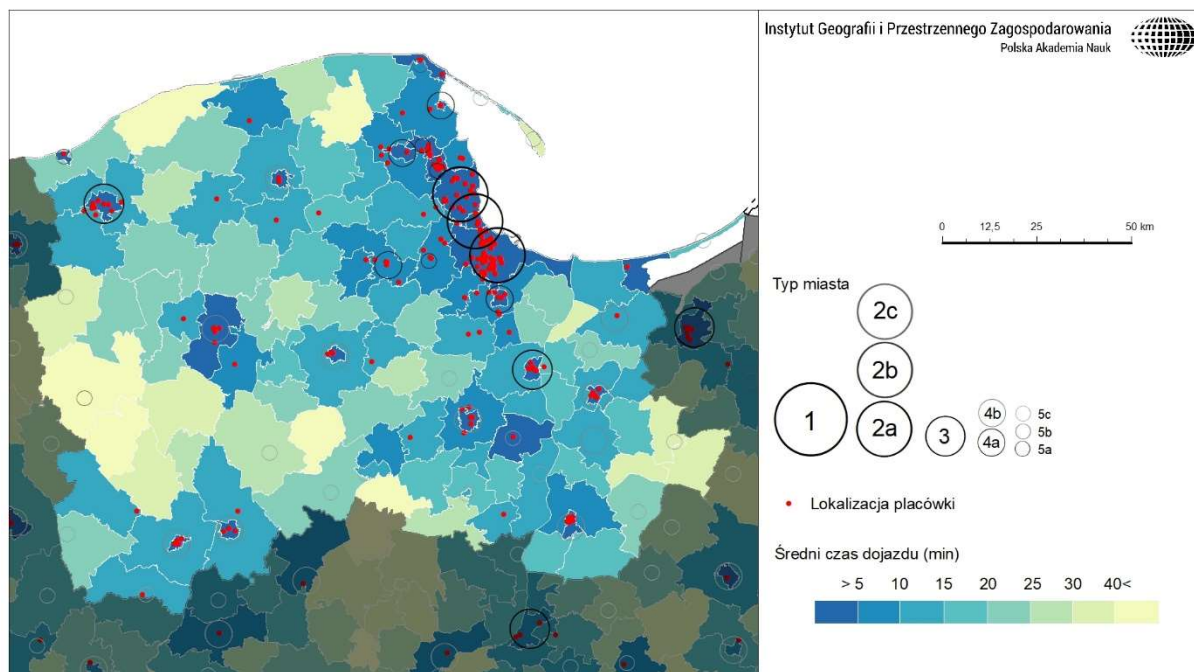 Instytut Geografii i Przestrzennego Zagospodarowania
Polska Akademia Nauk
0 12,5 25 50 km
Typ miasta
2c
2b
1 2a 3 4b 4a 5c 5b 5a
Lokalizacja placówki
Średni czas dojazdu (min)
> 5 10 15 20 25 30 40<